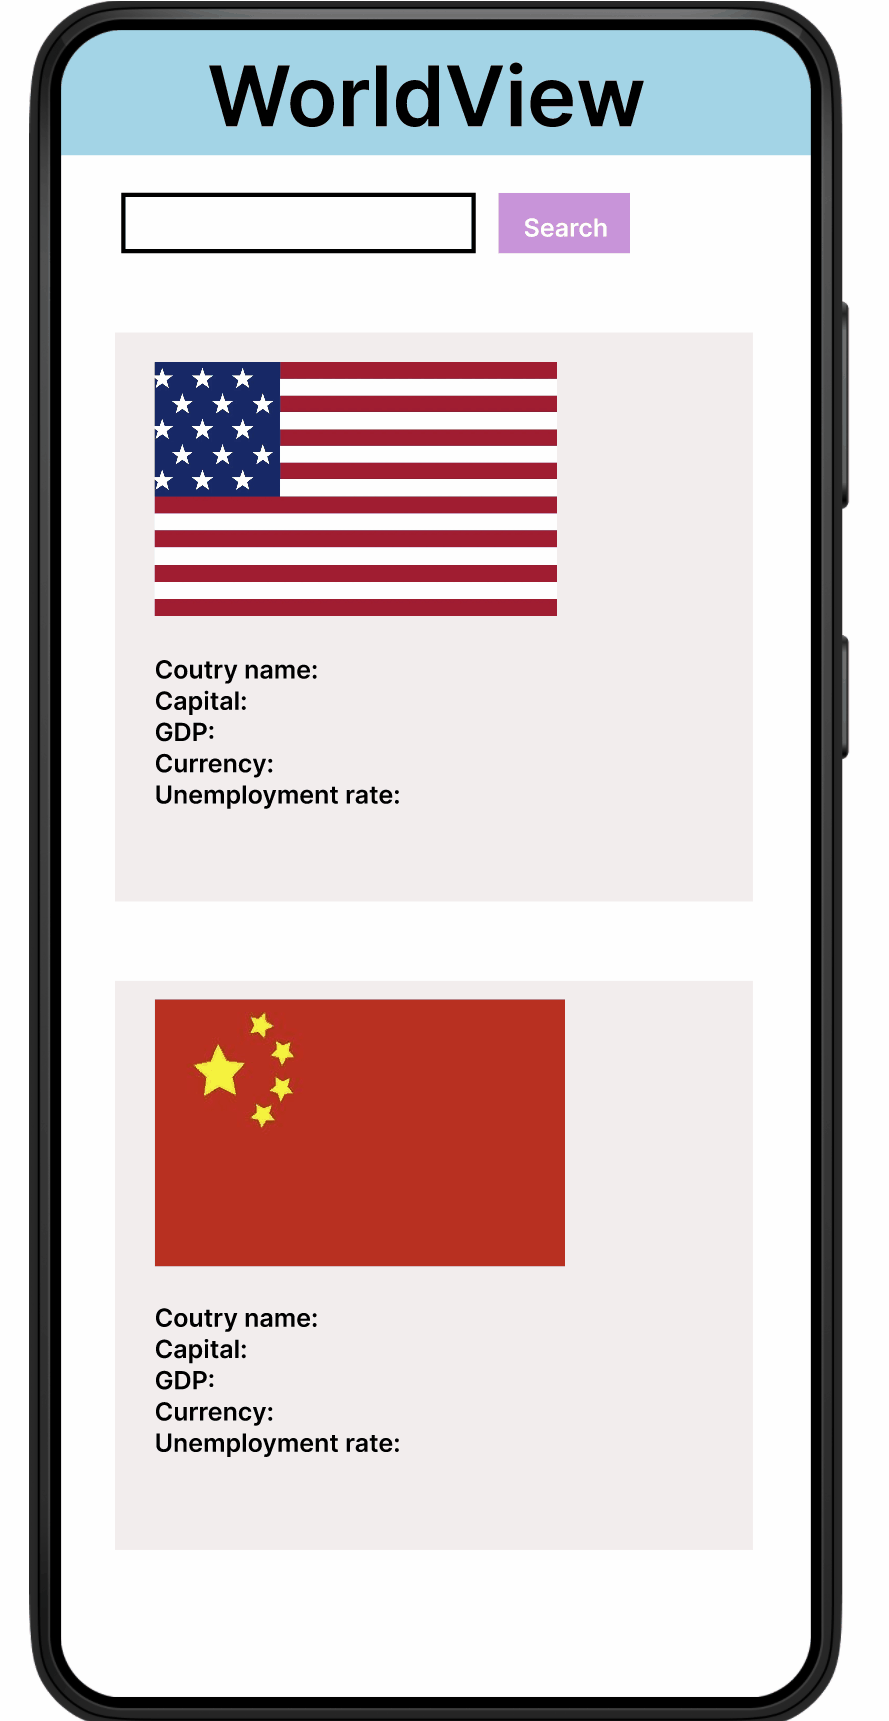 WorldView
Search
Coutry name:
Capital:
GDP:
Currency:
Unemployment rate:
Coutry name:
Capital:
GDP:
Currency:
Unemployment rate: